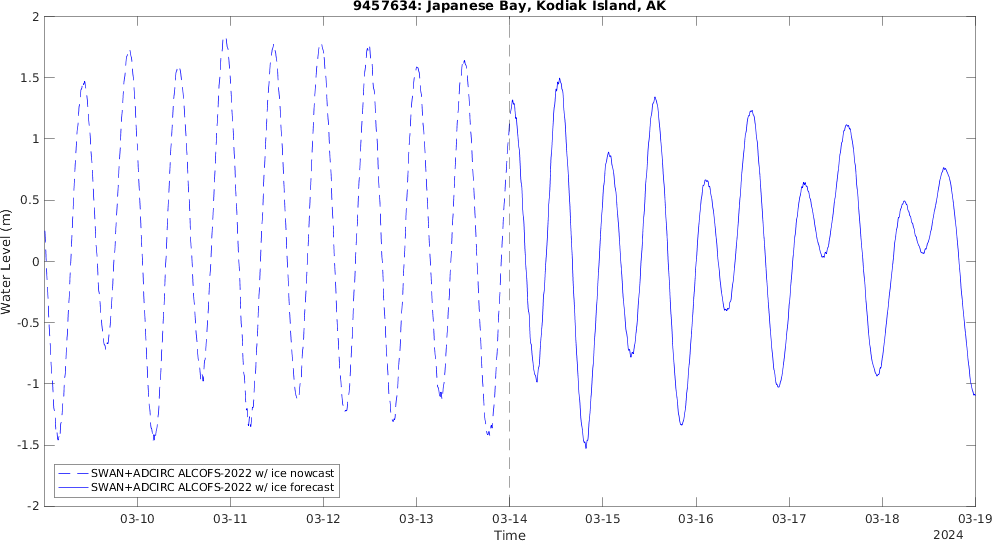 9457634: Japanese Bay, Kodiak Island, AK
2
1.5
1
0.5
0
-0.5
-1
-1.5
-2
Water Level (m)
SWAN+ADCIRC ALCOFS-2022 w/ ice nowcast
SWAN+ADCIRC ALCOFS-2022 w/ ice forecast
03-10 03-11 03-12 03-13 03-14 03-15 03-16 03-17 03-18 03-19
Time
2024